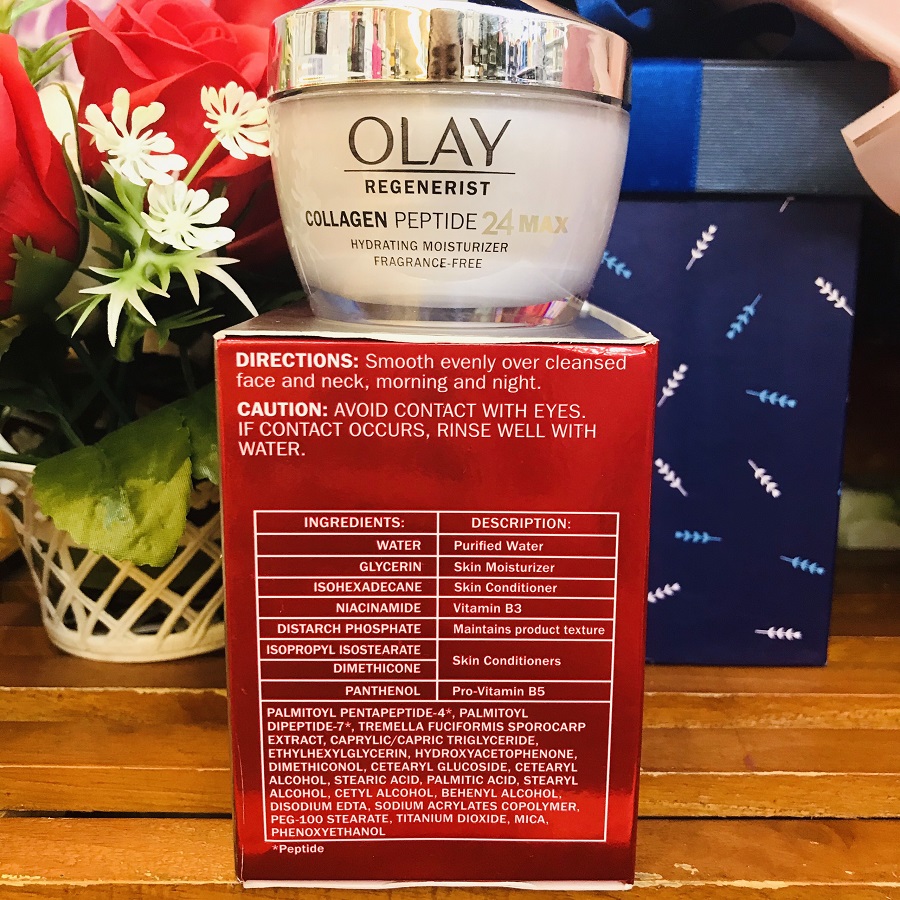 OLAY
REGENERIST
COLLAGEN PEPTIDE 24 MAX
HYDRATING MOISTURIZER
FRAGRANCE-FREE
DIRECTIONS: Smooth evenly over cleansed
face and neck, morning and night.
CAUTION: AVOID CONTACT WITH EYES.
IF CONTACT OCCURS, RINSE WELL WITH
WATER.
INGREDIENTS: DESCRIPTION:
WATER Purified Water
GLYCERIN Skin Moisturizer
ISOHEXADECANE Skin Conditioner
NIACINAMIDE Vitamin B3
DISTARCH PHOSPHATE Maintains product texture
ISOPROPYL ISOSTEARATE
DIMETHICONE Skin Conditioners
PANTHENOL Pro-Vitamin B5
PALMITOYL PENTAPEPTIDE-4*, PALMITOYL
DIPEPTIDE-7*, TREMELLA FUCIFORMIS SPOROCARP
EXTRACT, CAPRYLIC/CAPRIC TRIGLYCERIDE,
ETHYLHEXYLGLYCERIN, HYDROXYACETOPHENONE,
DIMETHICONOL, CETEARYL GLUCOSIDE, CETEARYL
ALCOHOL, STEARIC ACID, PALMITIC ACID, STEARYL
ALCOHOL, CETYL ALCOHOL, BEHENYL ALCOHOL,
DISODIUM EDTA, SODIUM ACRYLATES COPOLYMER,
PEG-100 STEARATE, TITANIUM DIOXIDE, MICA,
PHENOXYETHANOL
*Peptide